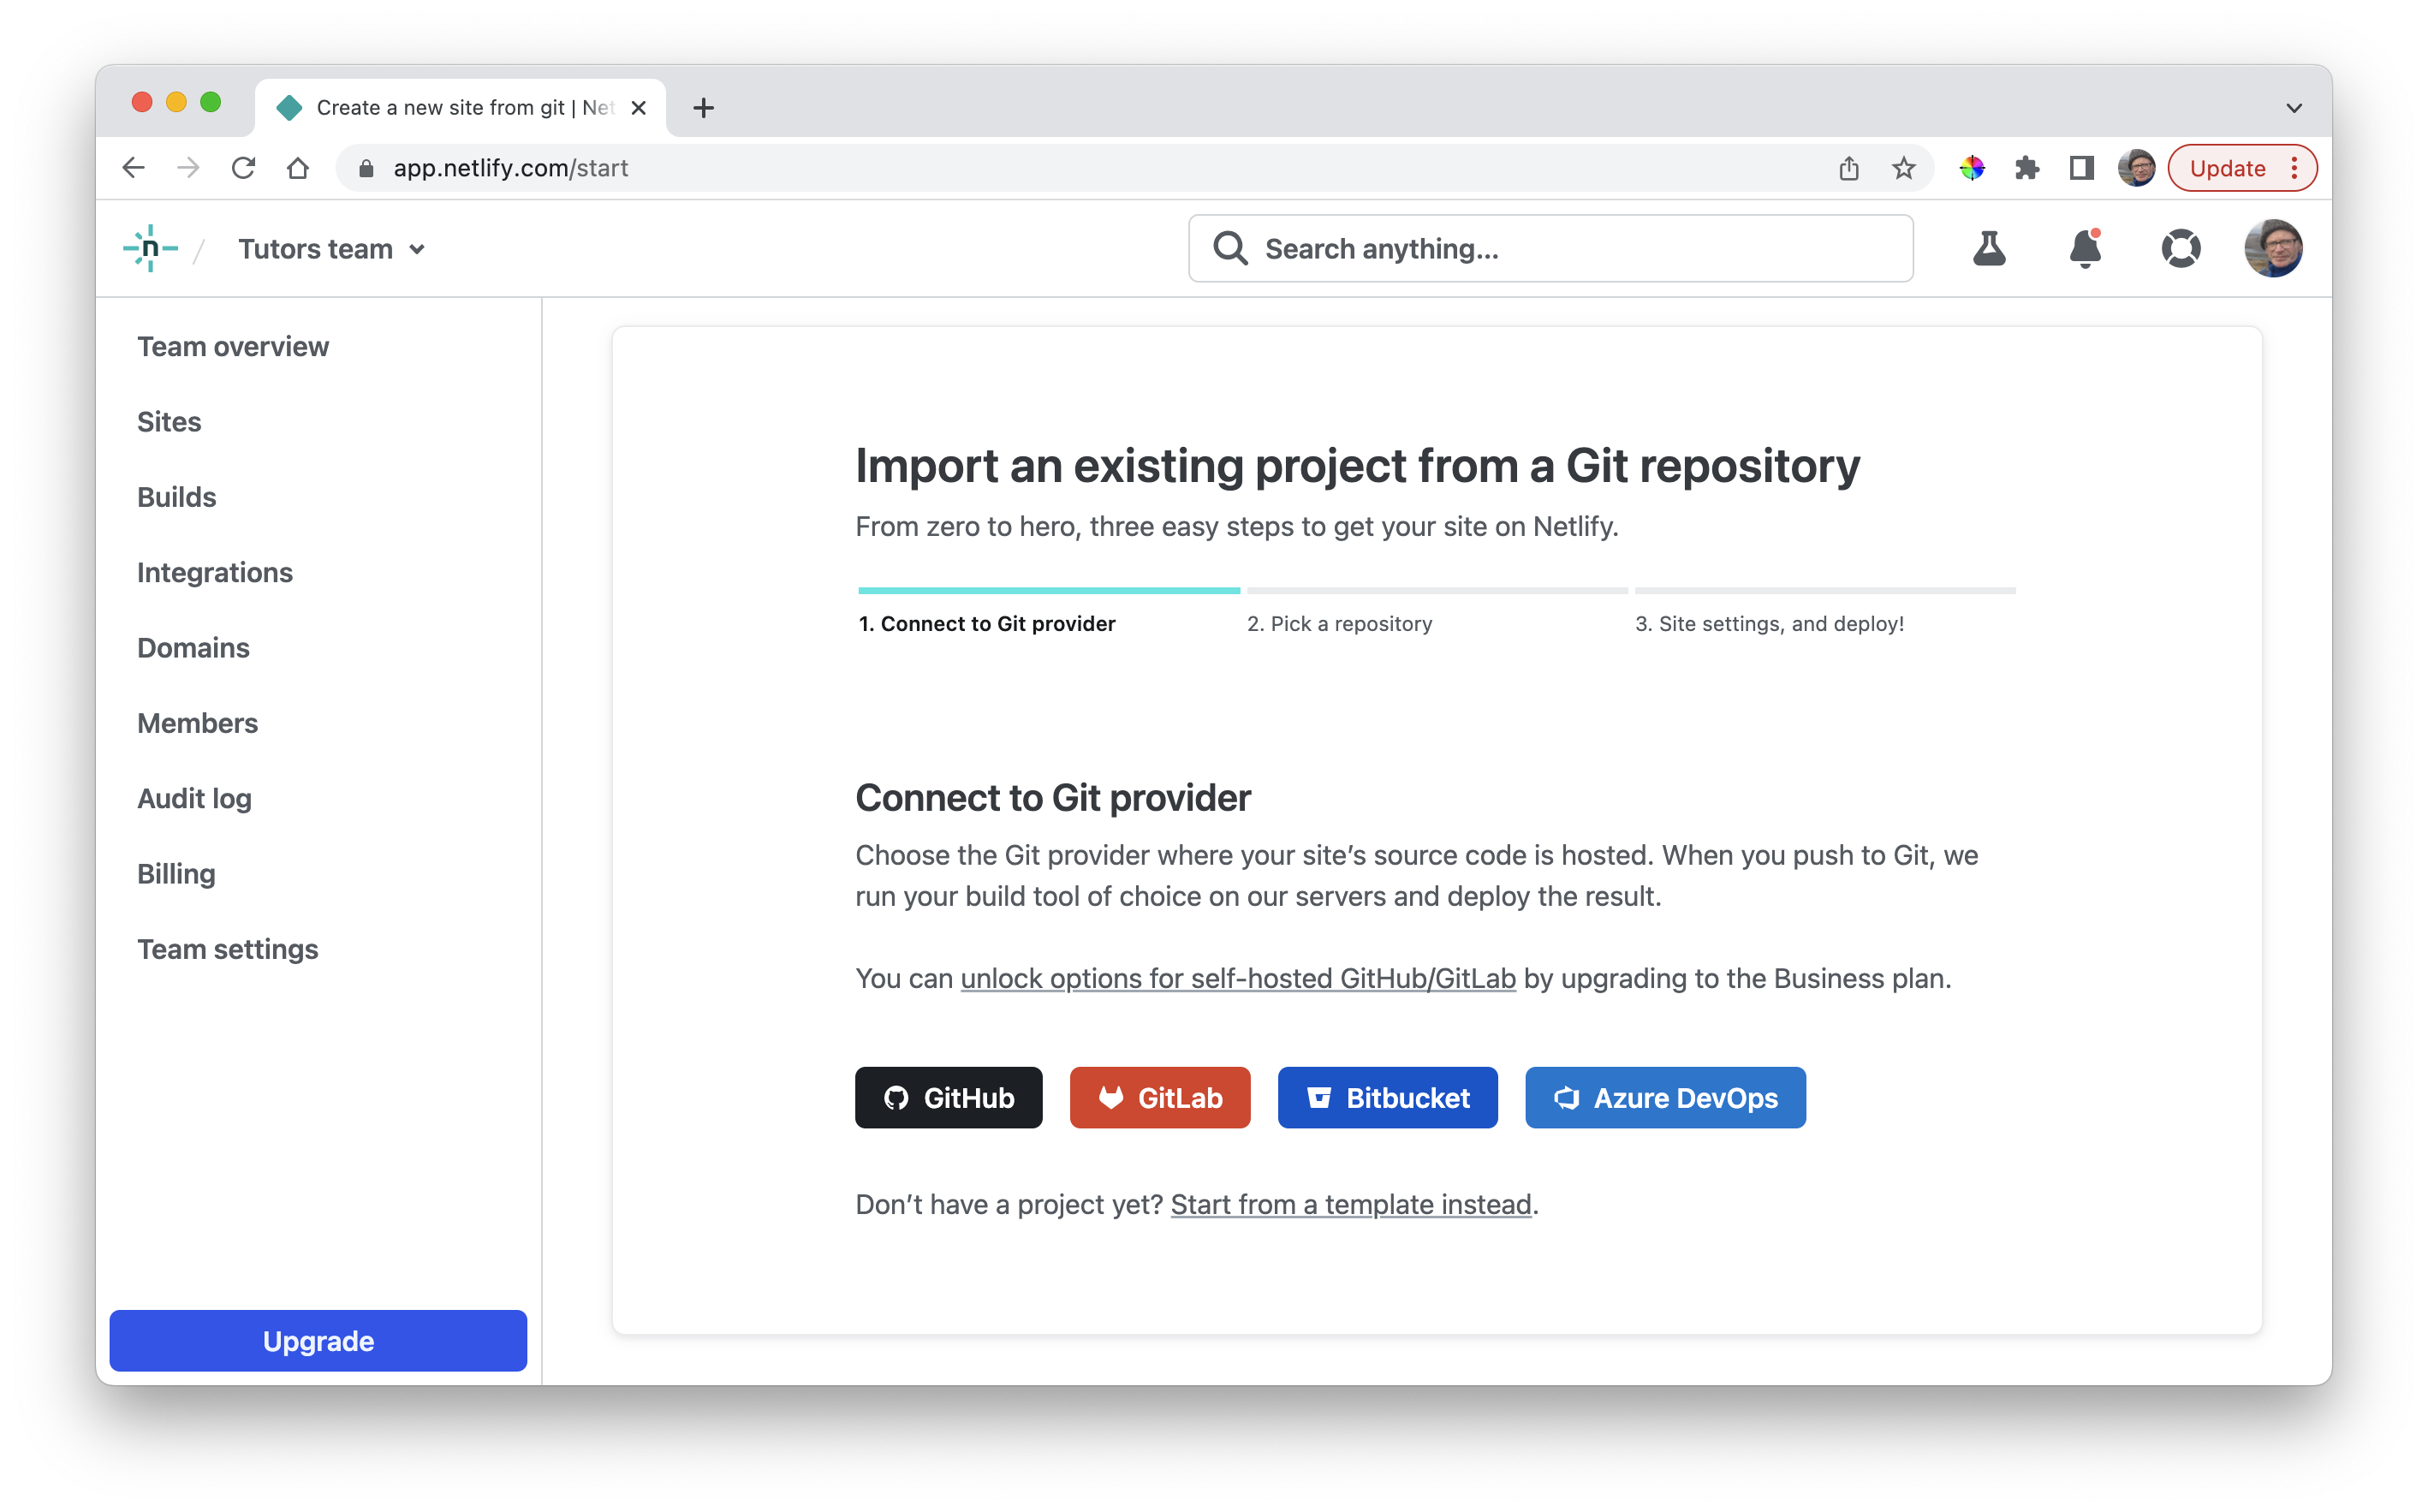 Create a new site from git | Net
app.netlify.com/start
Update
n
/
Tutors team
Search anything...
Team overview
Sites
Builds
Integrations
Domains
Members
Audit log
Billing
Team settings
Upgrade
Import an existing project from a Git repository
From zero to hero, three easy steps to get your site on Netlify.
1. Connect to Git provider
2. Pick a repository
3. Site settings, and deploy!
Connect to Git provider
Choose the Git provider where your site’s source code is hosted. When you push to Git, we
run your build tool of choice on our servers and deploy the result.
You can unlock options for self-hosted GitHub/GitLab by upgrading to the Business plan.
GitHub
GitLab
Bitbucket
Azure DevOps
Don’t have a project yet? Start from a template instead.